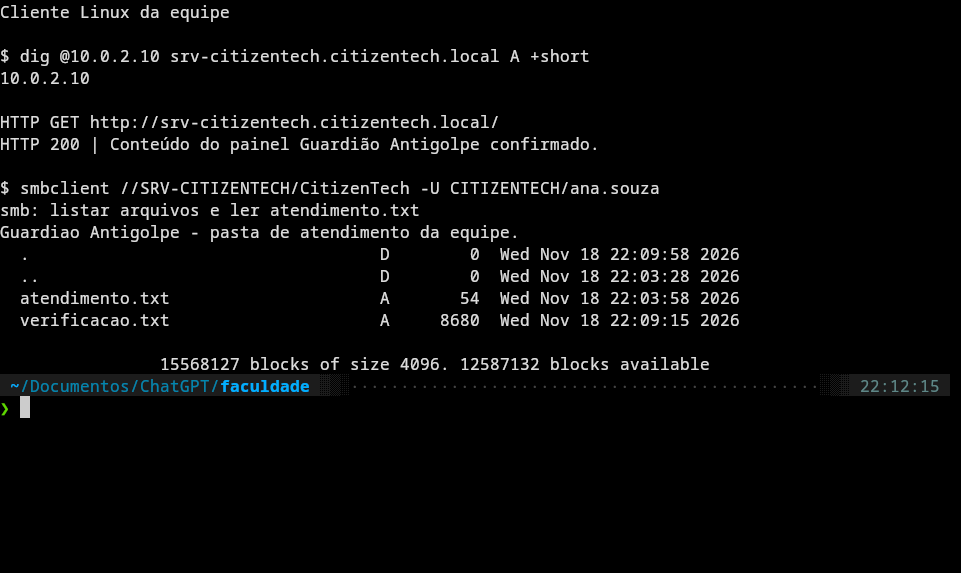 Cliente Linux da equipe
$ dig @10.0.2.10 srv-citizentech.citizentech.local A +short
10.0.2.10
HTTP GET http://srv-citizentech.citizentech.local/
HTTP 200 | Conteúdo do painel Guardião Antigolpe confirmado.
$ smbclient //SRV-CITIZENTECH/CitizenTech -U CITIZENTECH/ana.souza
smb: listar arquivos e ler atendimento.txt
Guardiao Antigolpe - pasta de atendimento da equipe.
. D 0 Wed Nov 18 22:09:58 2026
.. D 0 Wed Nov 18 22:03:28 2026
atendimento.txt A 54 Wed Nov 18 22:03:58 2026
verificacao.txt A 8680 Wed Nov 18 22:09:15 2026
15568127 blocks of size 4096. 12587132 blocks available
~/Documentos/ChatGPT/faculdade 22:12:15
❯